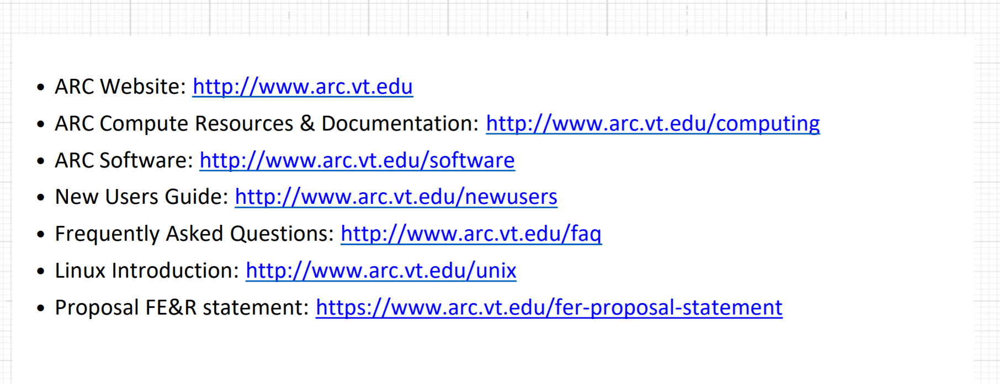 • ARC Website: http://www.arc.vt.edu
• ARC Compute Resources & Documentation: http://www.arc.vt.edu/computing
• ARC Software: http://www.arc.vt.edu/software
• New Users Guide: http://www.arc.vt.edu/newusers
• Frequently Asked Questions: http://www.arc.vt.edu/faq
• Linux Introduction: http://www.arc.vt.edu/unix
• Proposal FE&R statement: https://www.arc.vt.edu/fer-proposal-statement